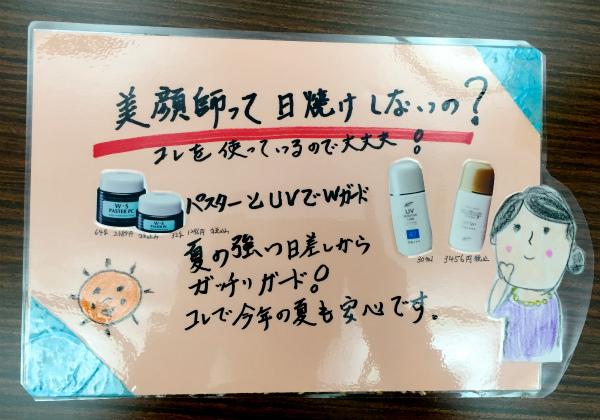 美顔師って日焼けしないの?
コレを使っているので大丈夫!
W・S
PASTER PC
W・S
PASTER PC
パスターとUVでWガード
UV
30ml 3456円 税込
夏の強い日差しから
ガッチリガード!
コレで今年の夏も安心です。